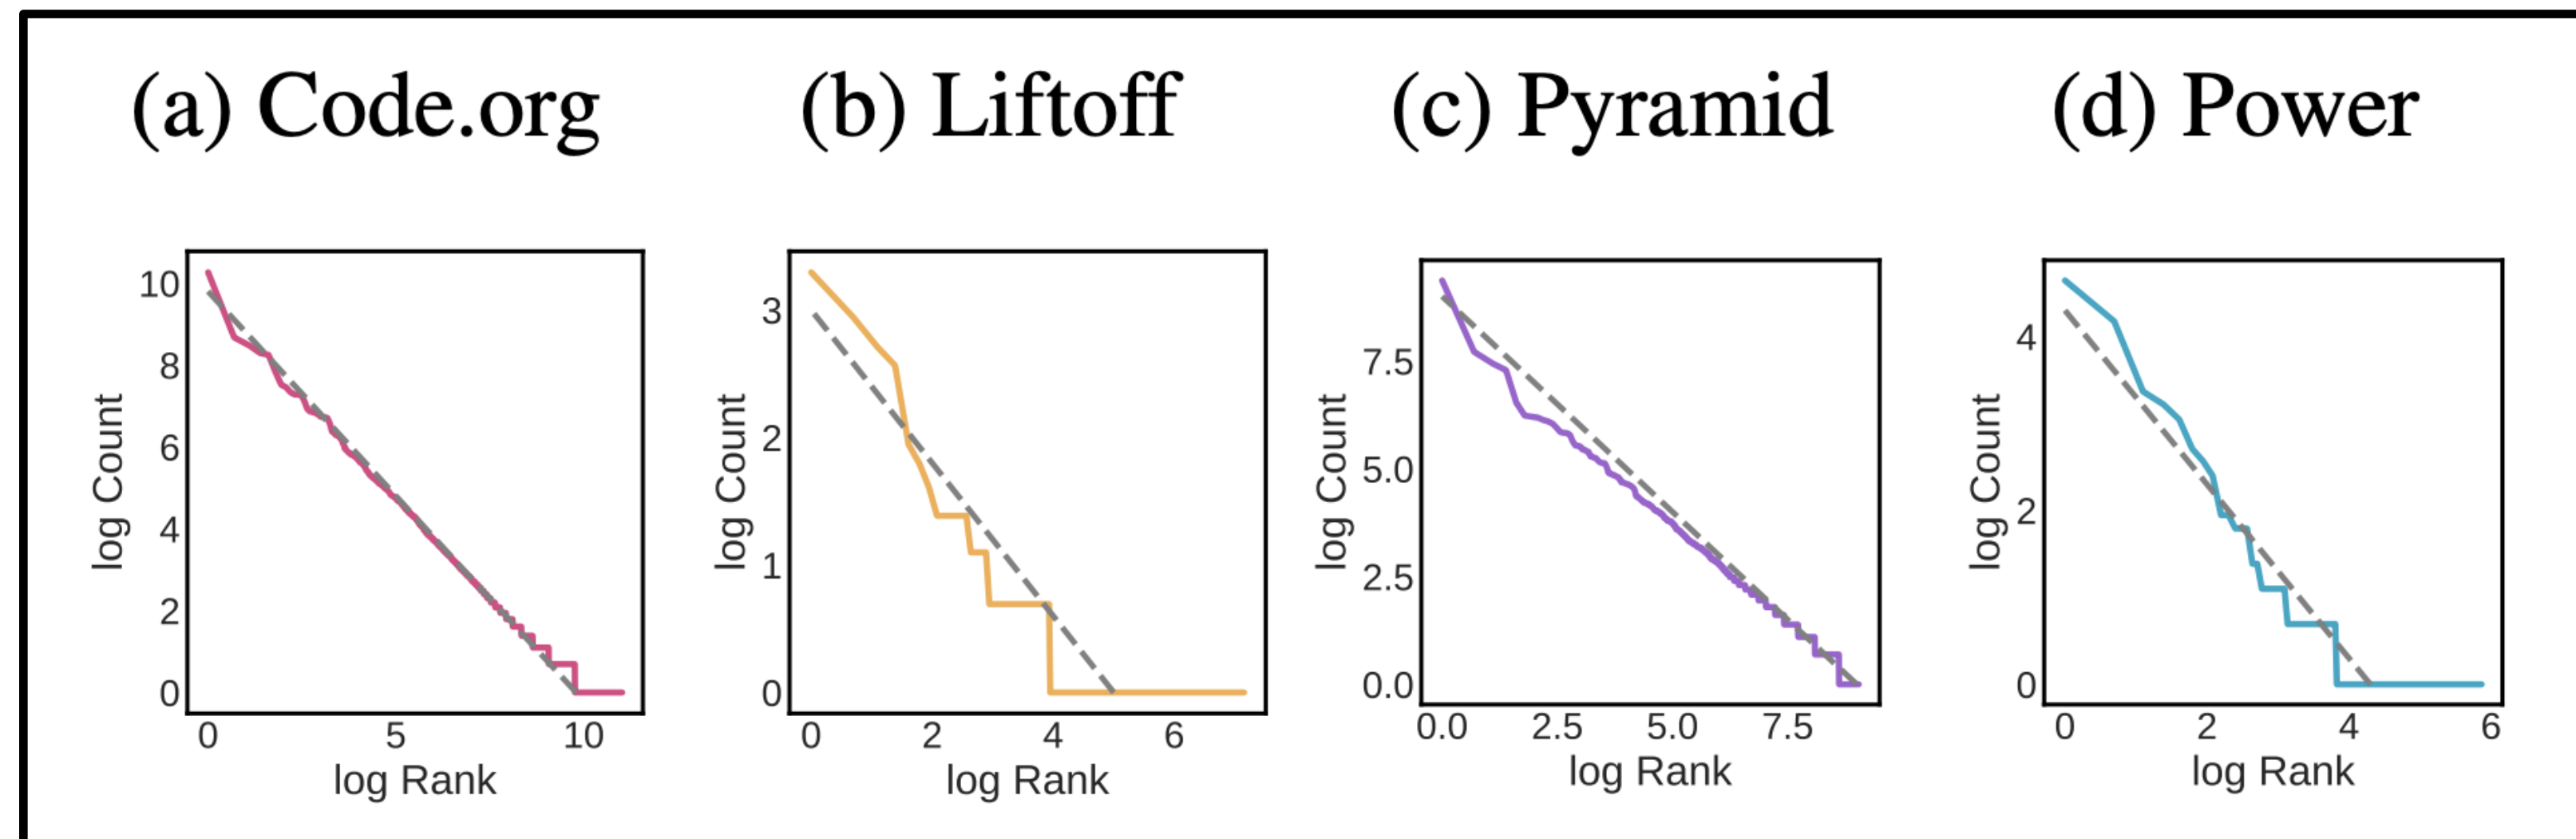 (a) Code.org
(b) Liftoff
(c) Pyramid
(d) Power
log Count
10
8
6
4
2
0
0 5 10
log Rank
log Count
3
2
1
0
0 2 4 6
log Rank
log Count
7.5
5.0
2.5
0.0
0.0 2.5 5.0 7.5
log Rank
log Count
4
2
0
0 2 4 6
log Rank